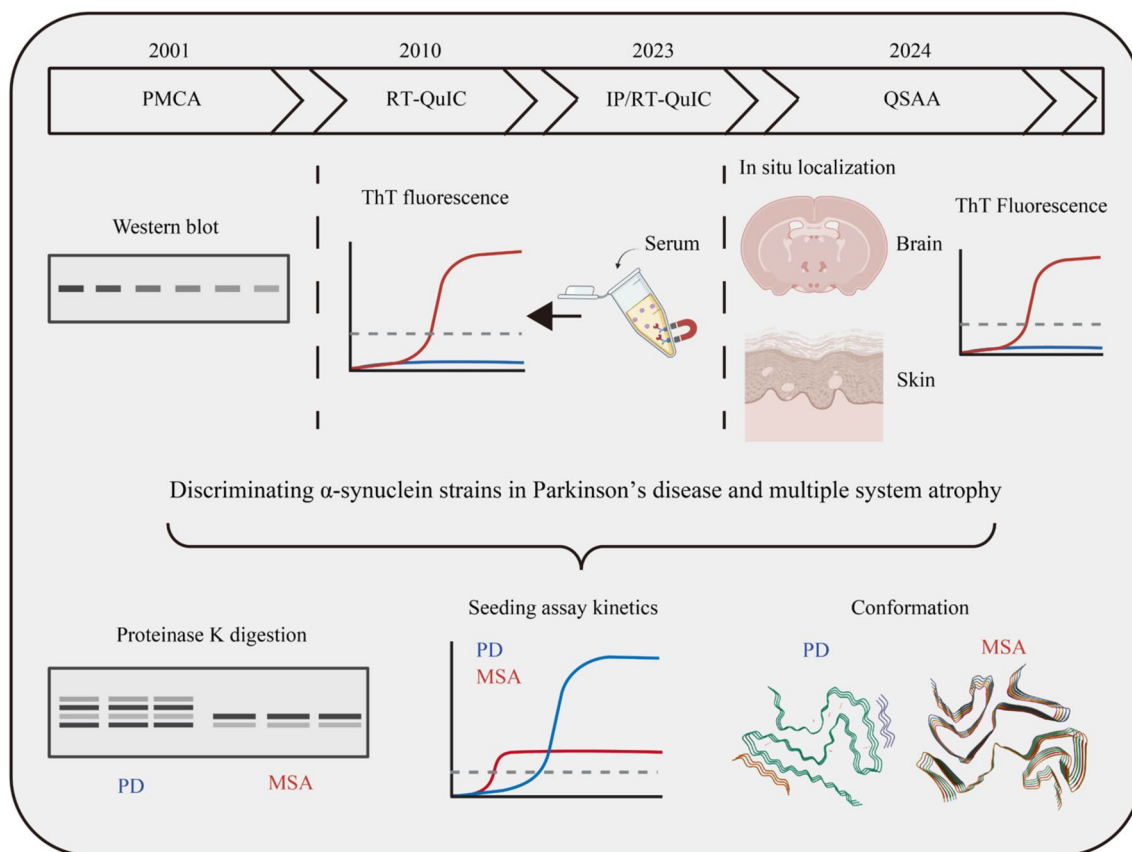 2001
2010
2023
2024
PMCA
RT-QuIC
IP/RT-QuIC
QSAA
Western blot
ThT fluorescence
Serum
In situ localization
Brain
Skin
ThT Fluorescence
Discriminating α-synuclein strains in Parkinson’s disease and multiple system atrophy
Proteinase K digestion
PD
MSA
Seeding assay kinetics
PD
MSA
Conformation
PD
MSA